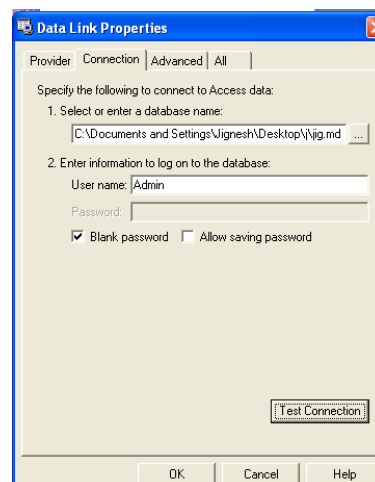 Data Link Properties
Provider Connection Advanced All
Specify the following to connect to Access data:
1. Select or enter a database name:
C:\Documents and Settings\Jignesh\Desktop\j\jig.md ...
2. Enter information to log on to the database:
User name: Admin
Password:
Blank password Allow saving password
Test Connection
OK Cancel Help